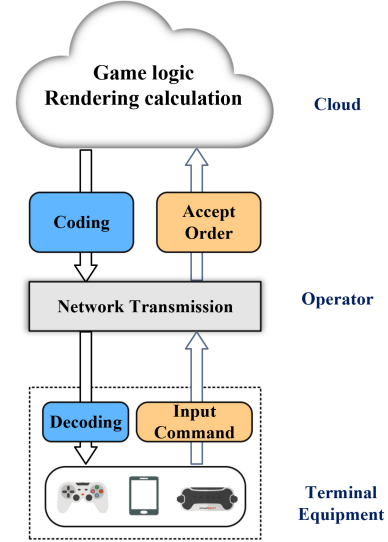 Game logic
Rendering calculation
Cloud
Coding
Accept
Order
Network Transmission
Operator
Decoding
Input
Command
Terminal
Equipment